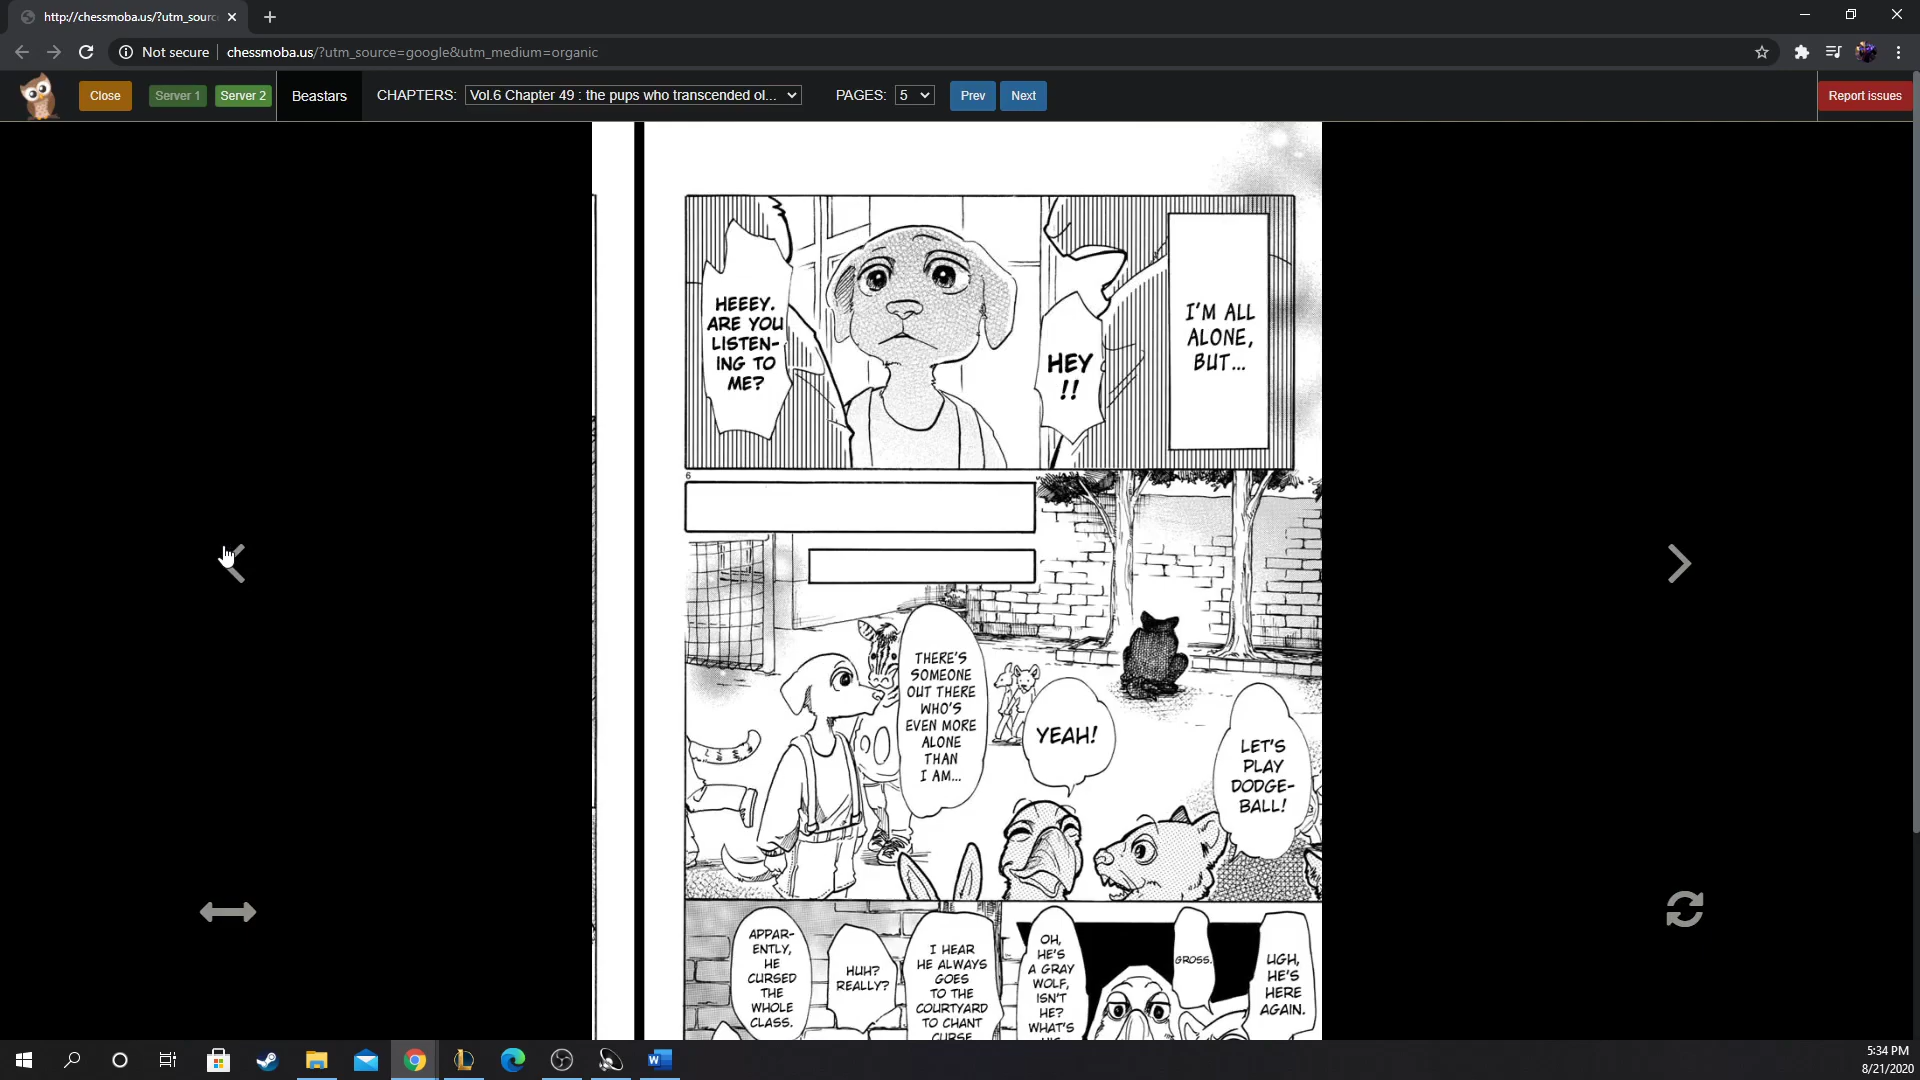 http://chessmoba.us/?utm_sourc
Not secure
chessmoba.us/?utm_source=google&utm_medium=organic
Close
Server 1
Server 2
Beastars
CHAPTERS:
Vol.6 Chapter 49 : the pups who transcended ol...
PAGES:
5
Prev
Next
Report issues
I'M ALL
ALONE,
BUT...
HEY
!!
HEEEY.
ARE YOU
LISTEN-
ING TO
ME?
6
LET'S
PLAY
DODGE-
BALL!
YEAH!
THERE'S
SOMEONE
OUT THERE
WHO'S
EVEN MORE
ALONE
THAN
I AM...
UGH,
HE'S
HERE
AGAIN.
GROSS.
OH,
HE'S
A GRAY
WOLF,
ISN'T
HE?
WHAT'S
I HEAR
HE ALWAYS
GOES
TO THE
COURTYARD
TO CHANT
CURSE
HUH?
REALLY?
APPAR-
ENTLY,
HE
CURSED
THE
WHOLE
CLASS.
5:34 PM
8/21/2020